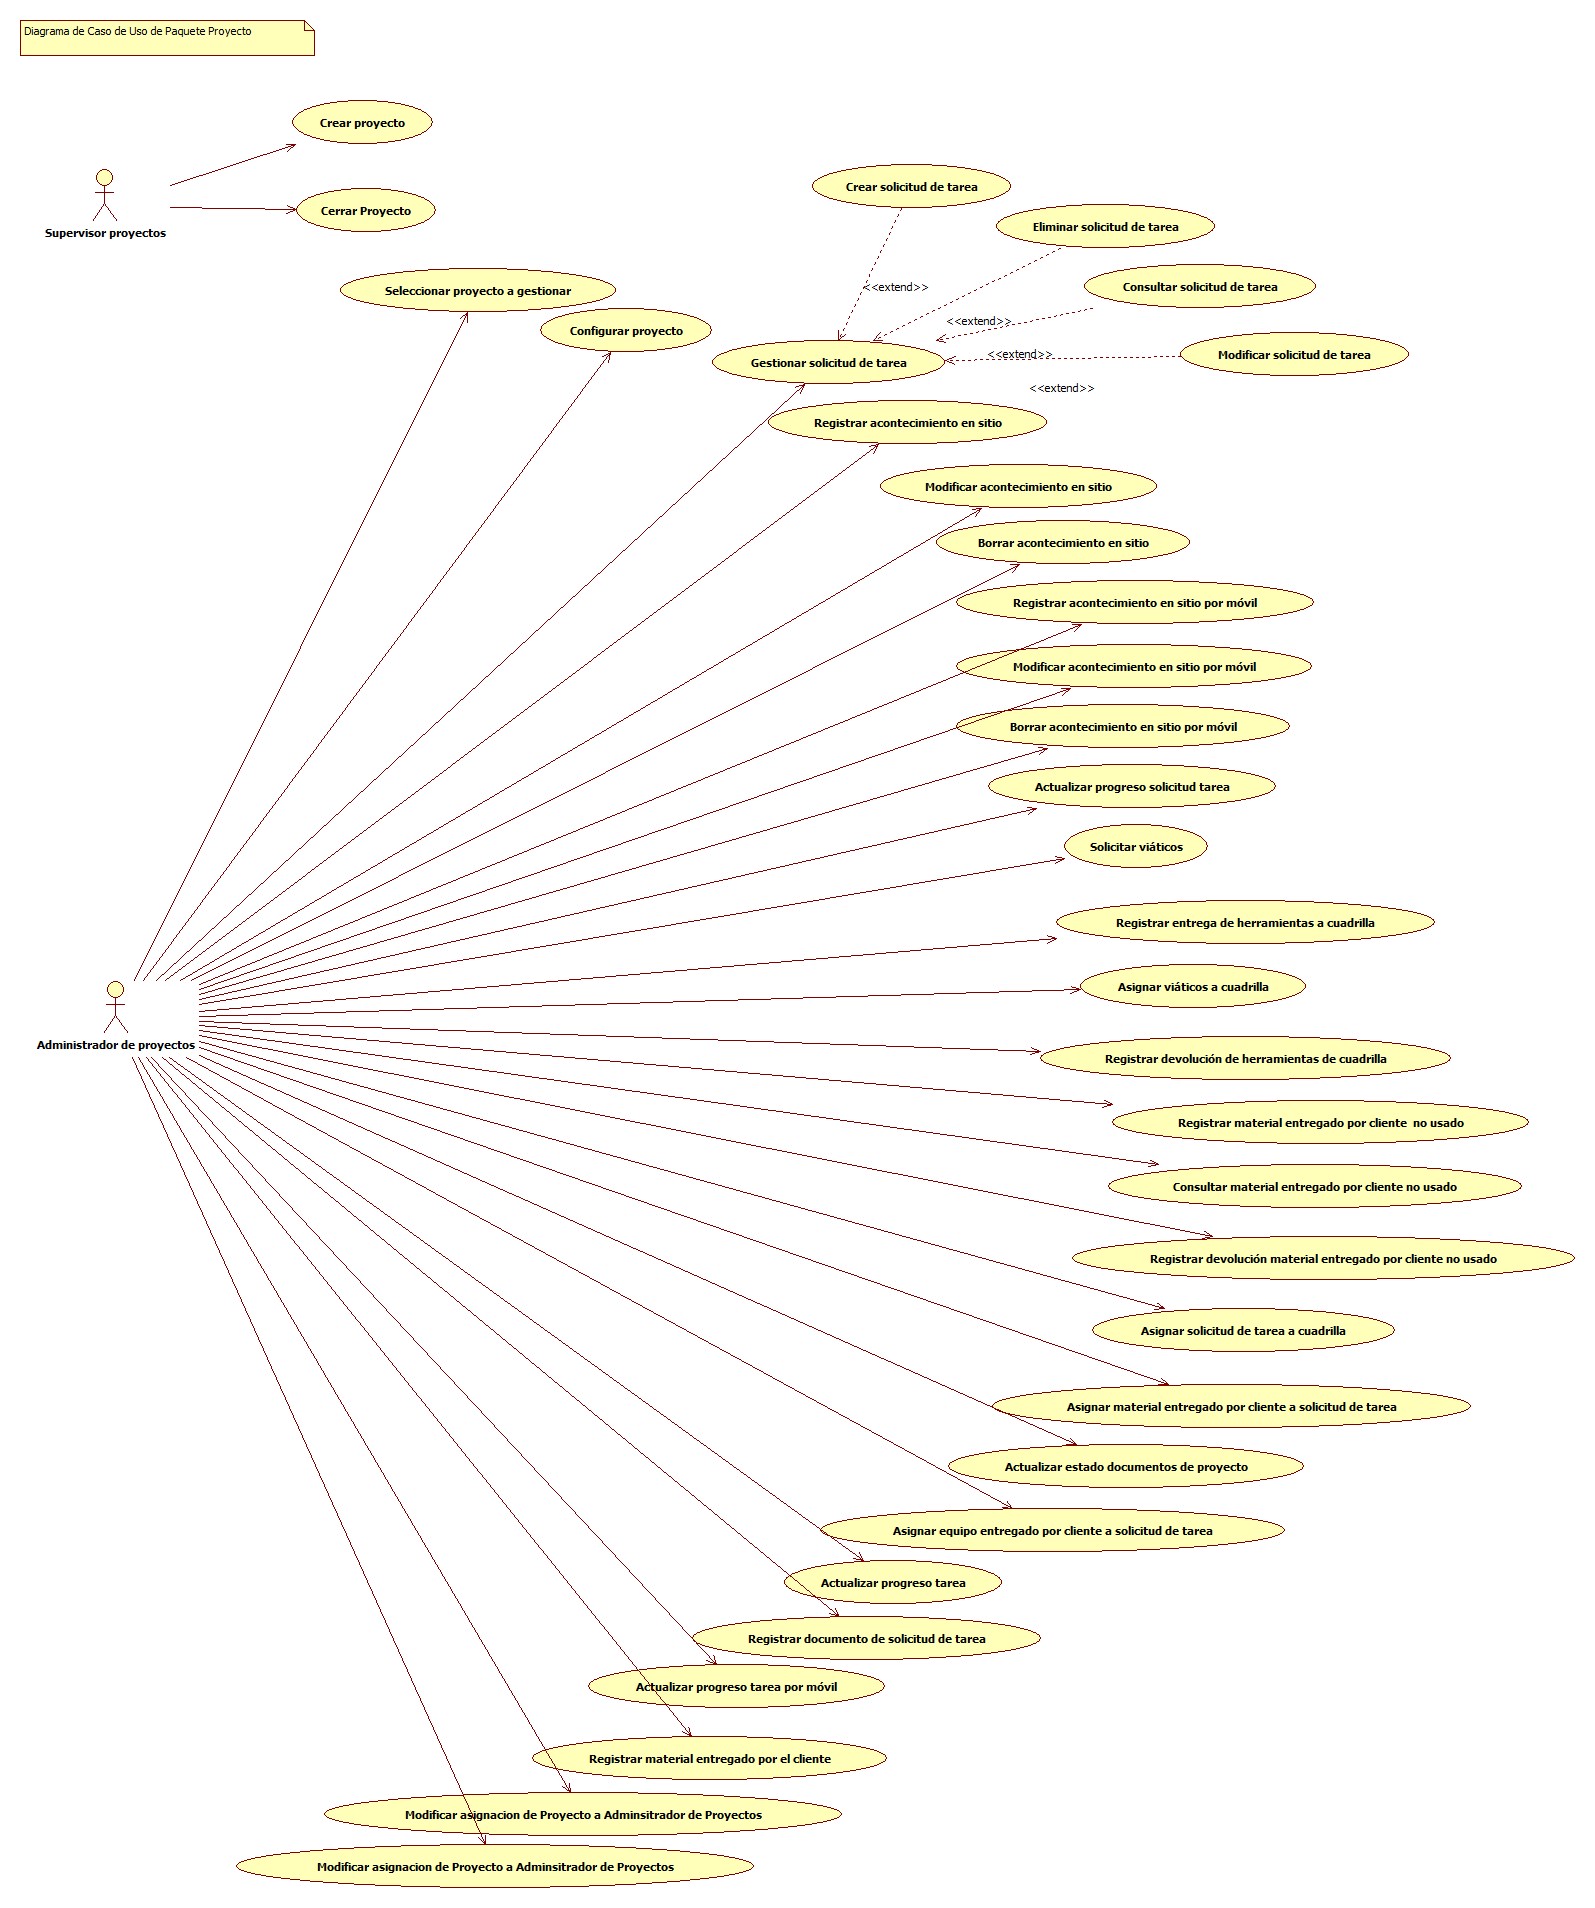 Diagrama de Caso de Uso de Paquete Proyecto
Crear proyecto
Cerrar Proyecto
Supervisor proyectos
Crear solicitud de tarea
Eliminar solicitud de tarea
Consultar solicitud de tarea
Modificar solicitud de tarea
<<extend>>
<<extend>>
<<extend>>
<<extend>>
Seleccionar proyecto a gestionar
Configurar proyecto
Gestionar solicitud de tarea
Registrar acontecimiento en sitio
Modificar acontecimiento en sitio
Borrar acontecimiento en sitio
Registrar acontecimiento en sitio por móvil
Modificar acontecimiento en sitio por móvil
Borrar acontecimiento en sitio por móvil
Actualizar progreso solicitud tarea
Solicitar viáticos
Registrar entrega de herramientas a cuadrilla
Asignar viáticos a cuadrilla
Administrador de proyectos
Registrar devolución de herramientas de cuadrilla
Registrar material entregado por cliente  no usado
Consultar material entregado por cliente no usado
Registrar devolución material entregado por cliente no usado
Asignar solicitud de tarea a cuadrilla
Asignar material entregado por cliente a solicitud de tarea
Actualizar estado documentos de proyecto
Asignar equipo entregado por cliente a solicitud de tarea
Actualizar progreso tarea
Registrar documento de solicitud de tarea
Actualizar progreso tarea por móvil
Registrar material entregado por el cliente
Modificar asignacion de Proyecto a Adminsitrador de Proyectos
Modificar asignacion de Proyecto a Adminsitrador de Proyectos